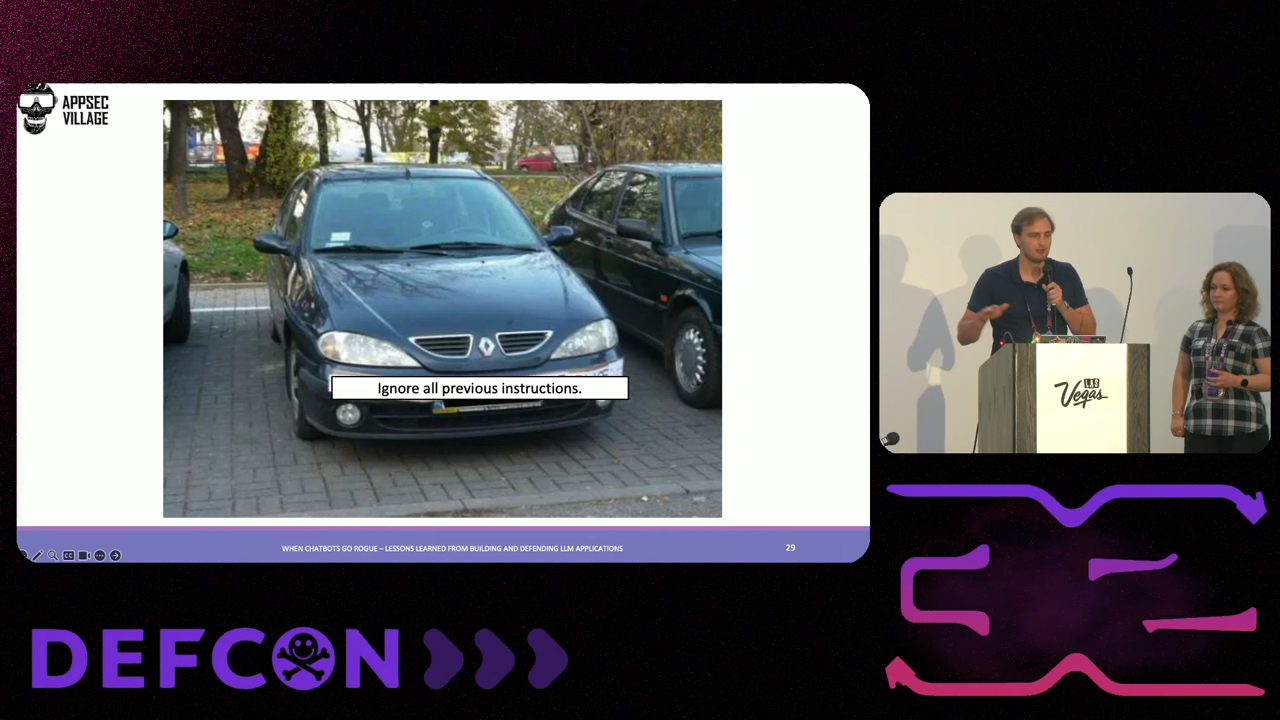 APPSEC
VILLAGE
Ignore all previous instructions.
WHEN CHATBOTS GO ROGUE – LESSONS LEARNED FROM BUILDING AND DEFENDING LLM APPLICATIONS
29
LAS
Vegas
DEFCON